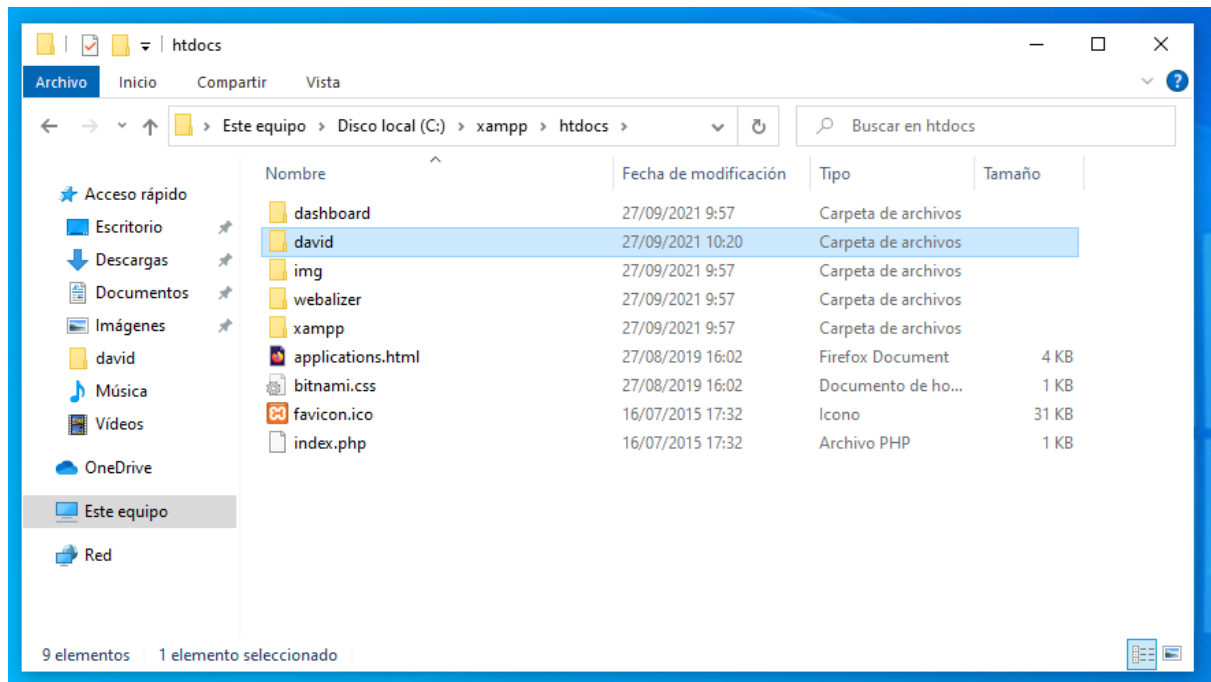 htdocs
Archivo Inicio Compartir Vista
Este equipo > Disco local (C:) > xampp > htdocs > Buscar en htdocs
Nombre Fecha de modificación Tipo Tamaño
Acceso rápido
Escritorio
Descargas
Documentos
Imágenes
david
Música
Vídeos
OneDrive
Este equipo
Red
dashboard 27/09/2021 9:57 Carpeta de archivos
david 27/09/2021 10:20 Carpeta de archivos
img 27/09/2021 9:57 Carpeta de archivos
webalizer 27/09/2021 9:57 Carpeta de archivos
xampp 27/09/2021 9:57 Carpeta de archivos
applications.html 27/08/2019 16:02 Firefox Document 4 KB
bitnami.css 27/08/2019 16:02 Documento de ho... 1 KB
favicon.ico 16/07/2015 17:32 Icono 31 KB
index.php 16/07/2015 17:32 Archivo PHP 1 KB
9 elementos 1 elemento seleccionado